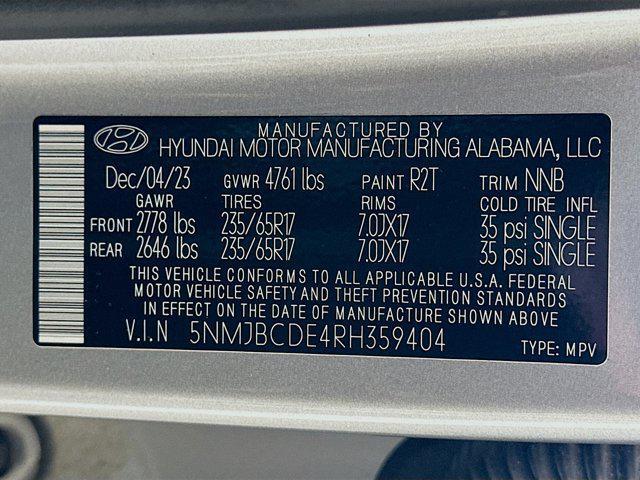 MANUFACTURED BY
HYUNDAI MOTOR MANUFACTURING ALABAMA, LLC
Dec/04/23 GVWR 4761 lbs PAINT R2T TRIM NNB
GAWR TIRES RIMS COLD TIRE INFL
FRONT 2778 lbs 235/65R17 7.0JX17 35 psi SINGLE
REAR 2646 lbs 235/65R17 7.0JX17 35 psi SINGLE
THIS VEHICLE CONFORMS TO ALL APPLICABLE U.S.A. FEDERAL
MOTOR VEHICLE SAFETY AND THEFT PREVENTION STANDARDS
IN EFFECT ON THE DATE OF MANUFACTURE SHOWN ABOVE
V.I.N 5NMJBCDE4RH359404 TYPE: MPV